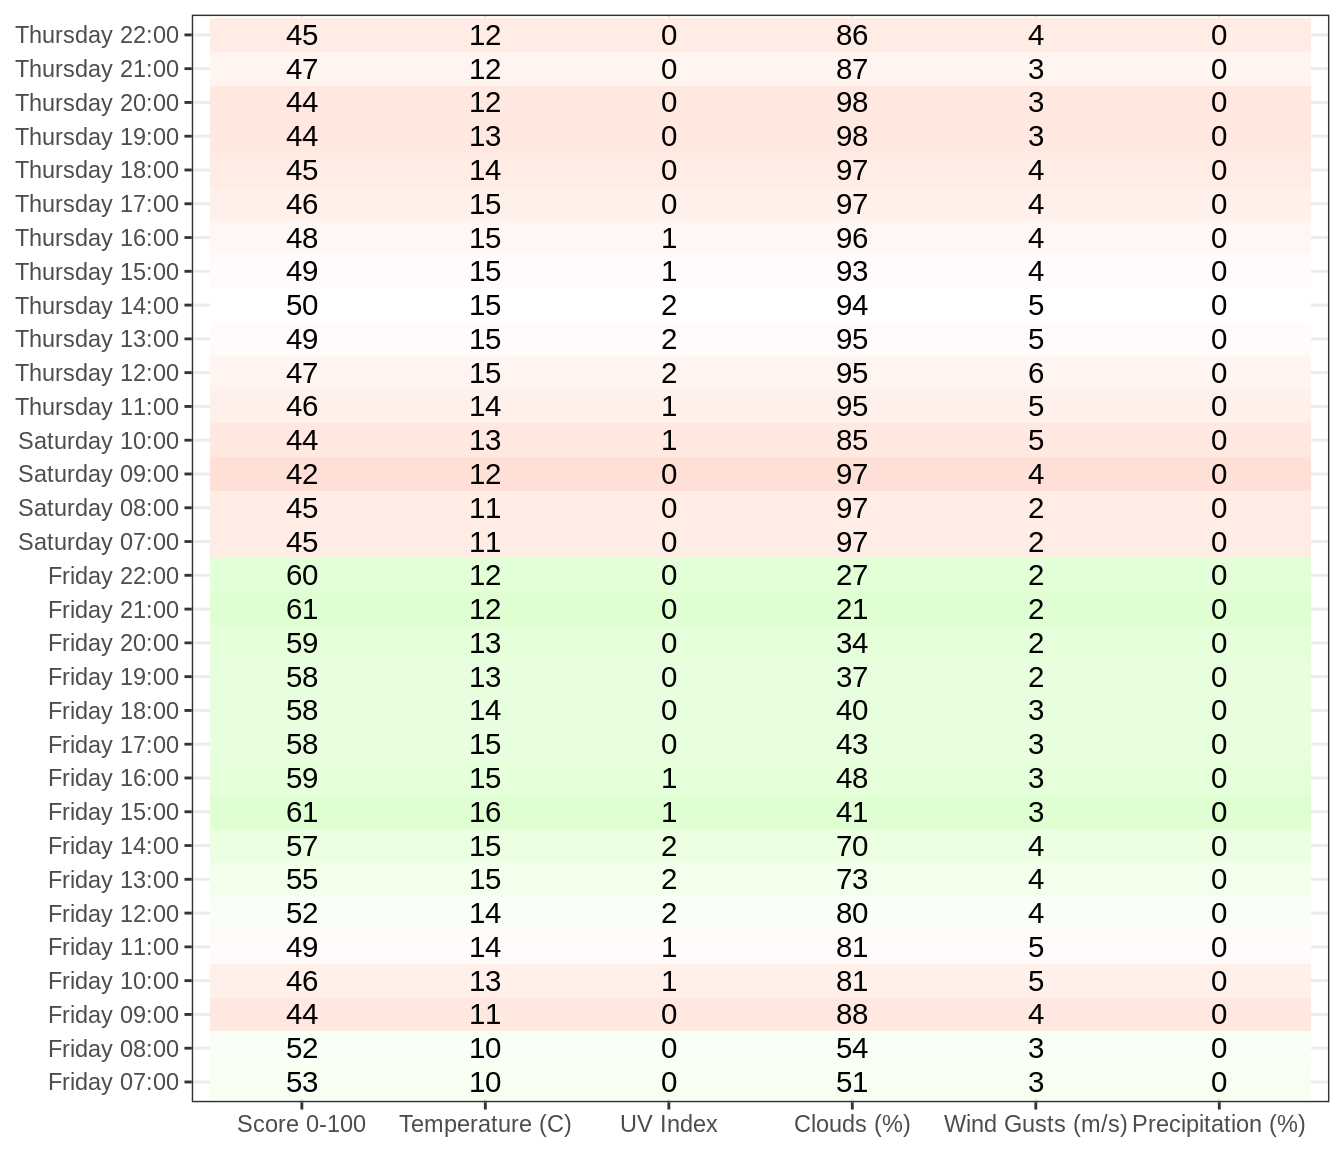 Thursday 22:00 45 12 0 86 4 0
Thursday 21:00 47 12 0 87 3 0
Thursday 20:00 44 12 0 98 3 0
Thursday 19:00 44 13 0 98 3 0
Thursday 18:00 45 14 0 97 4 0
Thursday 17:00 46 15 0 97 4 0
Thursday 16:00 48 15 1 96 4 0
Thursday 15:00 49 15 1 93 4 0
Thursday 14:00 50 15 2 94 5 0
Thursday 13:00 49 15 2 95 5 0
Thursday 12:00 47 15 2 95 6 0
Thursday 11:00 46 14 1 95 5 0
Saturday 10:00 44 13 1 85 5 0
Saturday 09:00 42 12 0 97 4 0
Saturday 08:00 45 11 0 97 2 0
Saturday 07:00 45 11 0 97 2 0
Friday 22:00 60 12 0 27 2 0
Friday 21:00 61 12 0 21 2 0
Friday 20:00 59 13 0 34 2 0
Friday 19:00 58 13 0 37 2 0
Friday 18:00 58 14 0 40 3 0
Friday 17:00 58 15 0 43 3 0
Friday 16:00 59 15 1 48 3 0
Friday 15:00 61 16 1 41 3 0
Friday 14:00 57 15 2 70 4 0
Friday 13:00 55 15 2 73 4 0
Friday 12:00 52 14 2 80 4 0
Friday 11:00 49 14 1 81 5 0
Friday 10:00 46 13 1 81 5 0
Friday 09:00 44 11 0 88 4 0
Friday 08:00 52 10 0 54 3 0
Friday 07:00 53 10 0 51 3 0
Score 0-100 Temperature (C) UV Index Clouds (%) Wind Gusts (m/s) Precipitation (%)